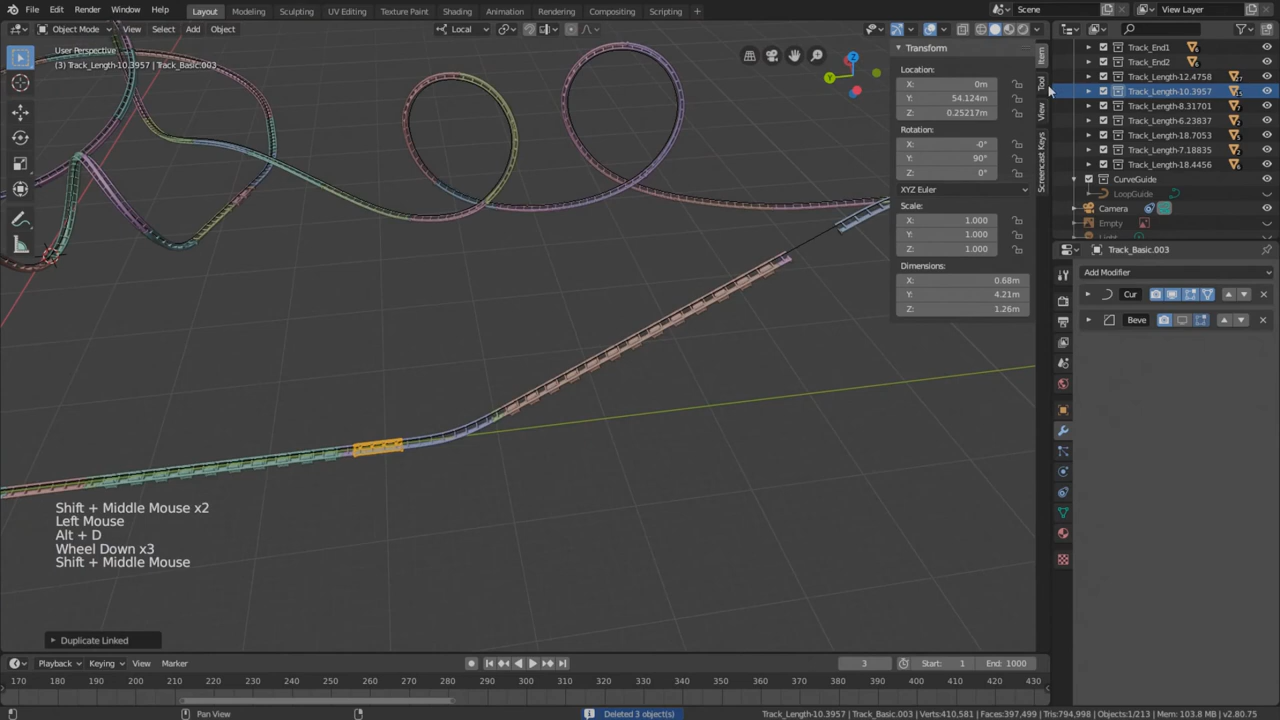 File Edit Render Window Help Layout Modeling Sculpting UV Editing Texture Paint Shading Animation Rendering Compositing Scripting + Scene View Layer
Object Mode View Select Add Object Local
User Perspective
(3) Track_Length-10.3957 | Track_Basic.003
Z
Y
Transform
Location:
X: 0m
Y: 54.124m
Z: 0.25217m
Rotation:
X: -0°
Y: 90°
Z: 0°
XYZ Euler
Scale:
X: 1.000
Y: 1.000
Z: 1.000
Dimensions:
X: 0.68m
Y: 4.21m
Z: 1.26m
Item
Tool
View
Screencast Keys
Track_End1
Track_End2
Track_Length-12.4758
Track_Length-10.3957
Track_Length-8.31701
Track_Length-6.23837
Track_Length-18.7053
Track_Length-7.18835
Track_Length-18.4456
CurveGuide
LoopGuide
Camera
Empty
Light
Track_Basic.003
Add Modifier
Cur
Beve
Shift + Middle Mouse x2
Left Mouse
Alt + D
Wheel Down x3
Shift + Middle Mouse
Duplicate Linked
Playback Keying View Marker 3 Start: 1 End: 1000
170 180 190 200 210 220 230 240 250 260 270 280 290 300 310 320 330 340 350 360 370 380 390 400 410 420 430
Pan View Deleted 3 object(s) Track_Length-10.3957 | Track_Basic.003 | Verts:410,581 | Faces:397,499 | Tris:794,998 | Objects:1/213 | Mem: 103.8 MB | v2.80.75